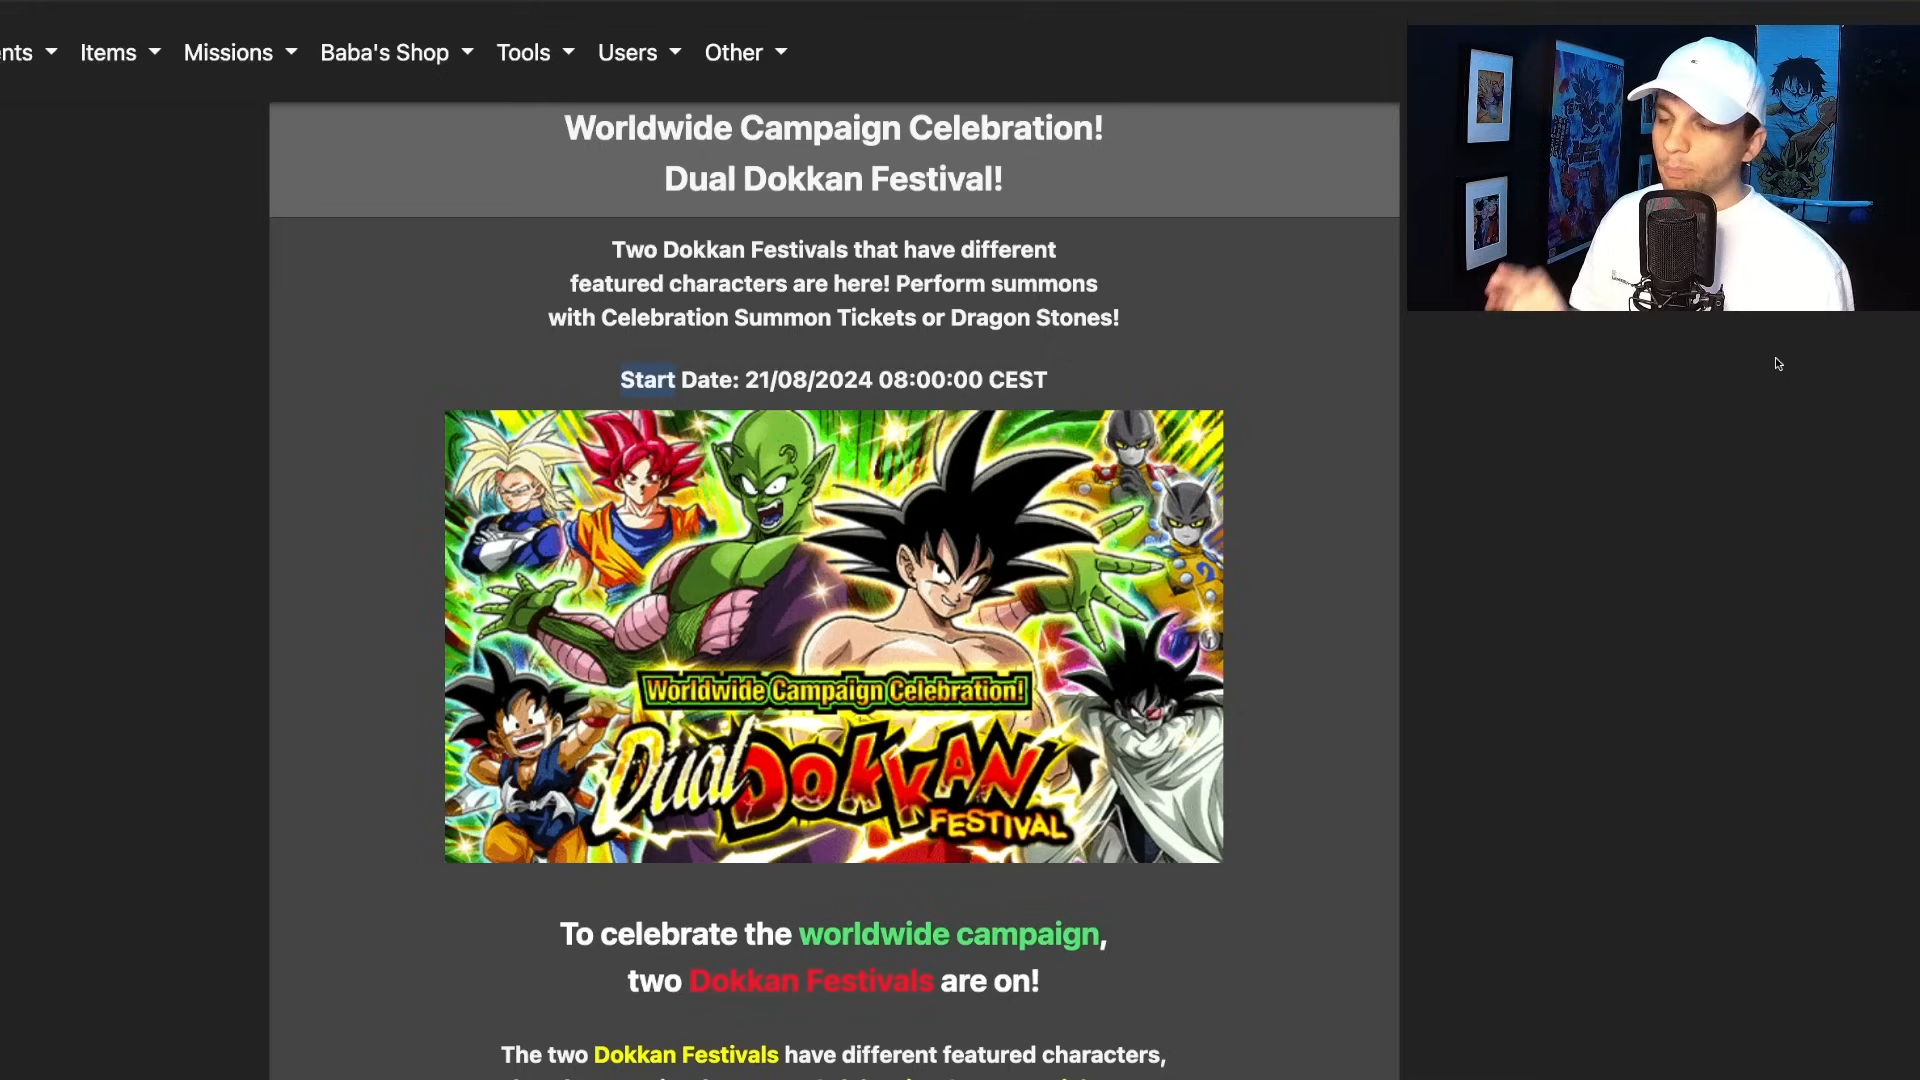 nts Items Missions Baba's Shop Tools Users Other
Worldwide Campaign Celebration!
Dual Dokkan Festival!
Two Dokkan Festivals that have different
featured characters are here! Perform summons
with Celebration Summon Tickets or Dragon Stones!
Start Date: 21/08/2024 08:00:00 CEST
Worldwide Campaign Celebration!
Dual DOKKAN
FESTIVAL
To celebrate the worldwide campaign,
two Dokkan Festivals are on!
The two Dokkan Festivals have different featured characters,